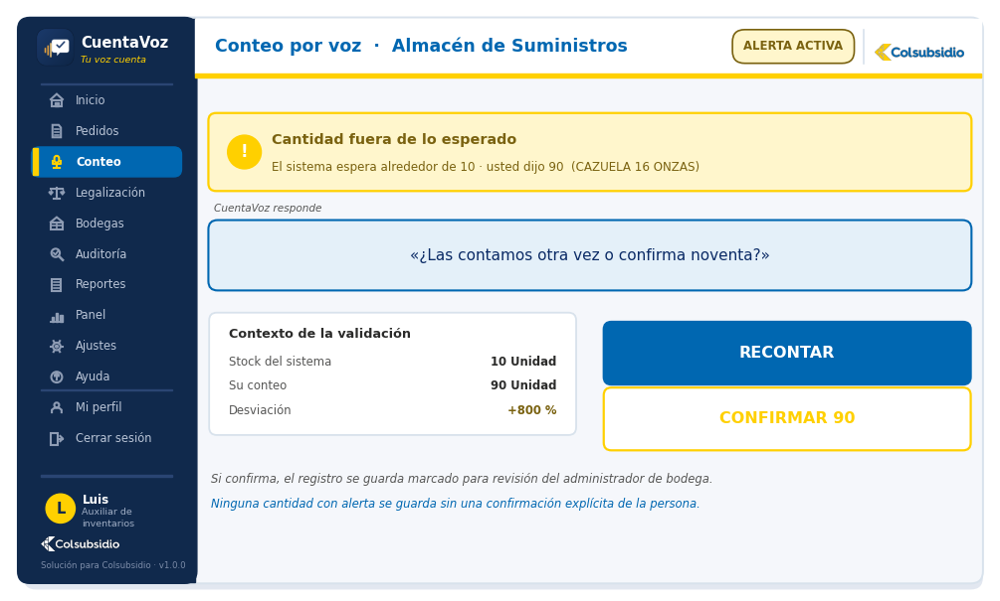 CuentaVoz
Tu voz cuenta
Inicio
Pedidos
Conteo
Legalización
Bodegas
Auditoría
Reportes
Panel
Ajustes
Ayuda
Mi perfil
Cerrar sesión
L
Luis
Auxiliar de
inventarios
Colsubsidio
Solución para Colsubsidio · v1.0.0
Conteo por voz · Almacén de Suministros
ALERTA ACTIVA
Colsubsidio
!
Cantidad fuera de lo esperado
El sistema espera alrededor de 10 · usted dijo 90 (CAZUELA 16 ONZAS)
CuentaVoz responde
«¿Las contamos otra vez o confirma noventa?»
Contexto de la validación
Stock del sistema 10 Unidad
Su conteo 90 Unidad
Desviación +800 %
RECONTAR
CONFIRMAR 90
Si confirma, el registro se guarda marcado para revisión del administrador de bodega.
Ninguna cantidad con alerta se guarda sin una confirmación explícita de la persona.